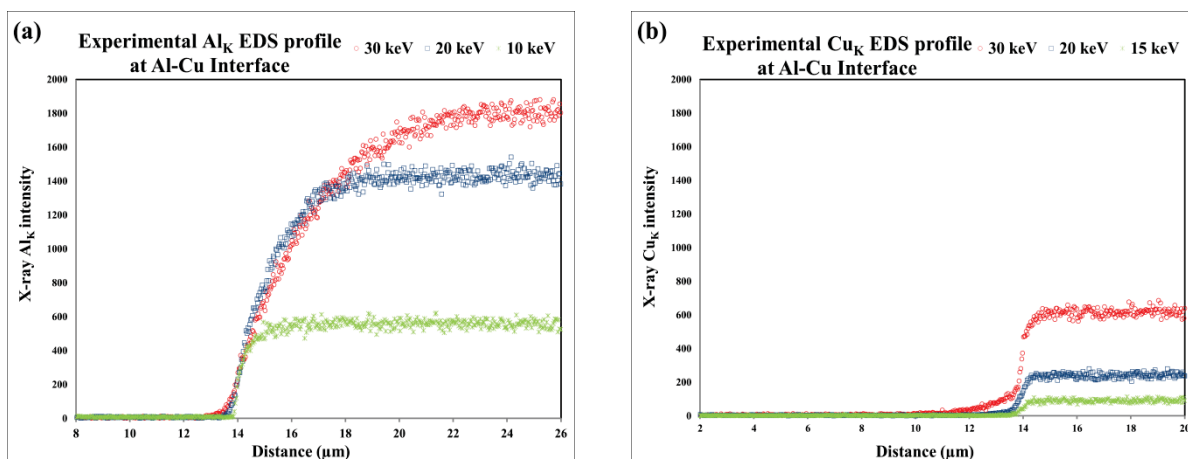 (a)
Experimental AlK EDS profile
at Al-Cu Interface
30 keV 20 keV 10 keV
2000
1800
1600
1400
1200
1000
800
600
400
200
0
X-ray AlK intensity
8 10 12 14 16 18 20 22 24 26
Distance (µm)
(b)
Experimental CuK EDS profile
at Al-Cu Interface
30 keV 20 keV 15 keV
2000
1800
1600
1400
1200
1000
800
600
400
200
0
X-ray CuK intensity
2 4 6 8 10 12 14 16 18 20
Distance (µm)